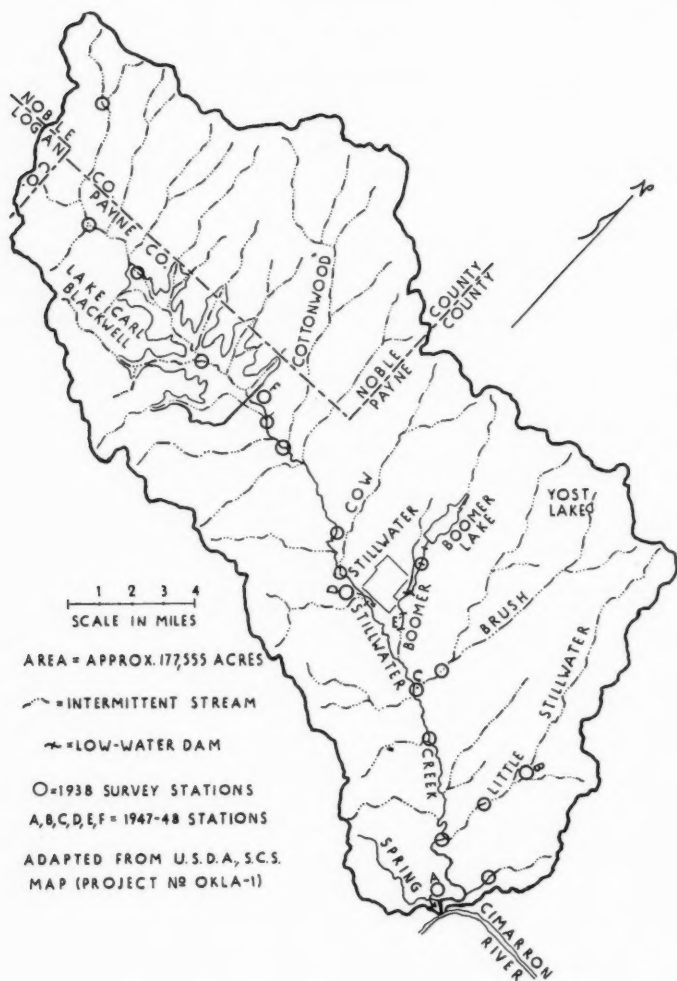 N
NOBLE
LOGAN
CO
PAYNE CO
C
LAKE CARL
BLACKWELL
COTTONWOOD
COUNTY
COUNTY
NOBLE
PAYNE
F
COW
STILLWATER
BOOMER
LAKE
YOST
LAKE
D
STILLWATER
E
BOOMER
BRUSH
C
STILLWATER
CREEK
LITTLE
B
SPRING
A
CIMARRON
RIVER
2 3 4
SCALE IN MILES
AREA = APPROX. 177,555 ACRES
= INTERMITTENT STREAM
= LOW-WATER DAM
O=1938 SURVEY STATIONS
A,B,C,D,E,F = 1947-48 STATIONS
ADAPTED FROM U.S.D.A., S.C.S.
MAP (PROJECT Nº OKLA-1)